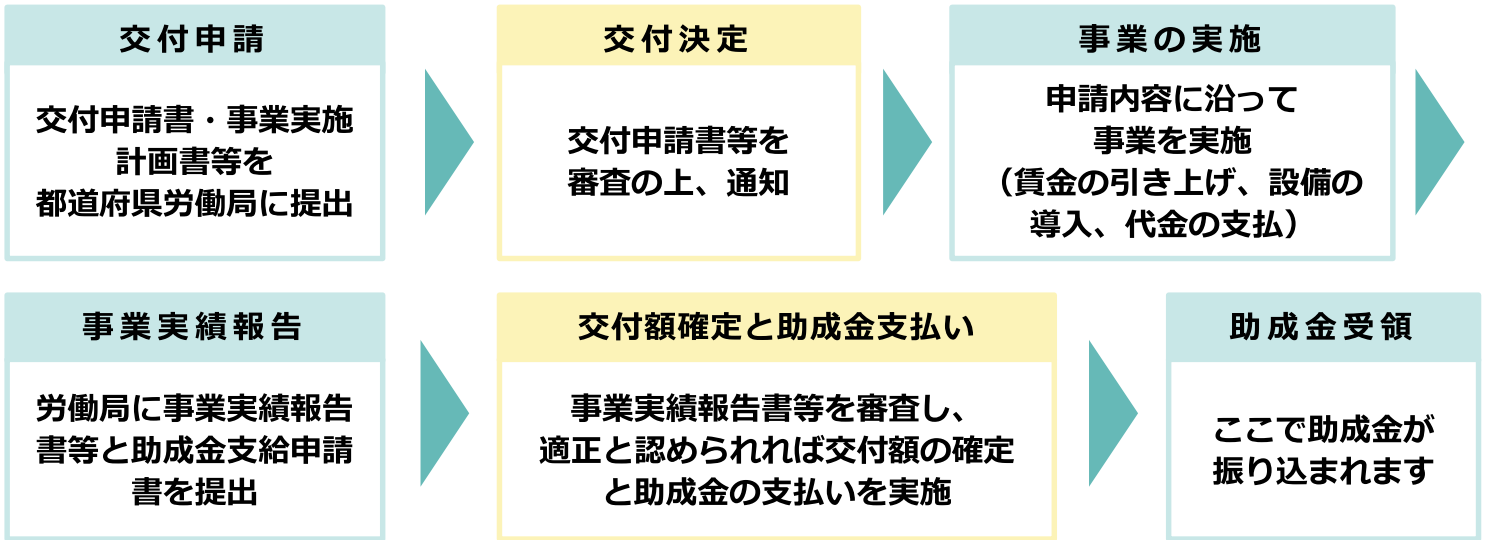 交付申請
交付申請書・事業実施
計画書等を
都道府県労働局に提出
交付決定
交付申請書等を
審査の上、通知
事業の実施
申請内容に沿って
事業を実施
（賃金の引き上げ、設備の
導入、代金の支払）
事業実績報告
労働局に事業実績報告
書等と助成金支給申請
書を提出
交付額確定と助成金支払い
事業実績報告書等を審査し、
適正と認められれば交付額の確定
と助成金の支払いを実施
助成金受領
ここで助成金が
振り込まれます